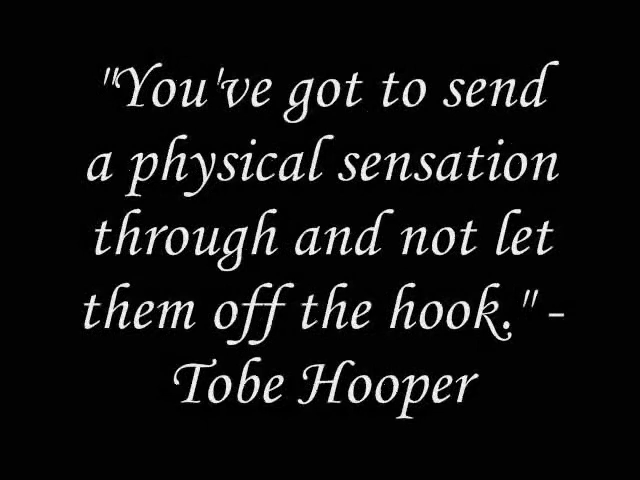 "You've got to send
a physical sensation
through and not let
them off the hook." -
Tobe Hooper